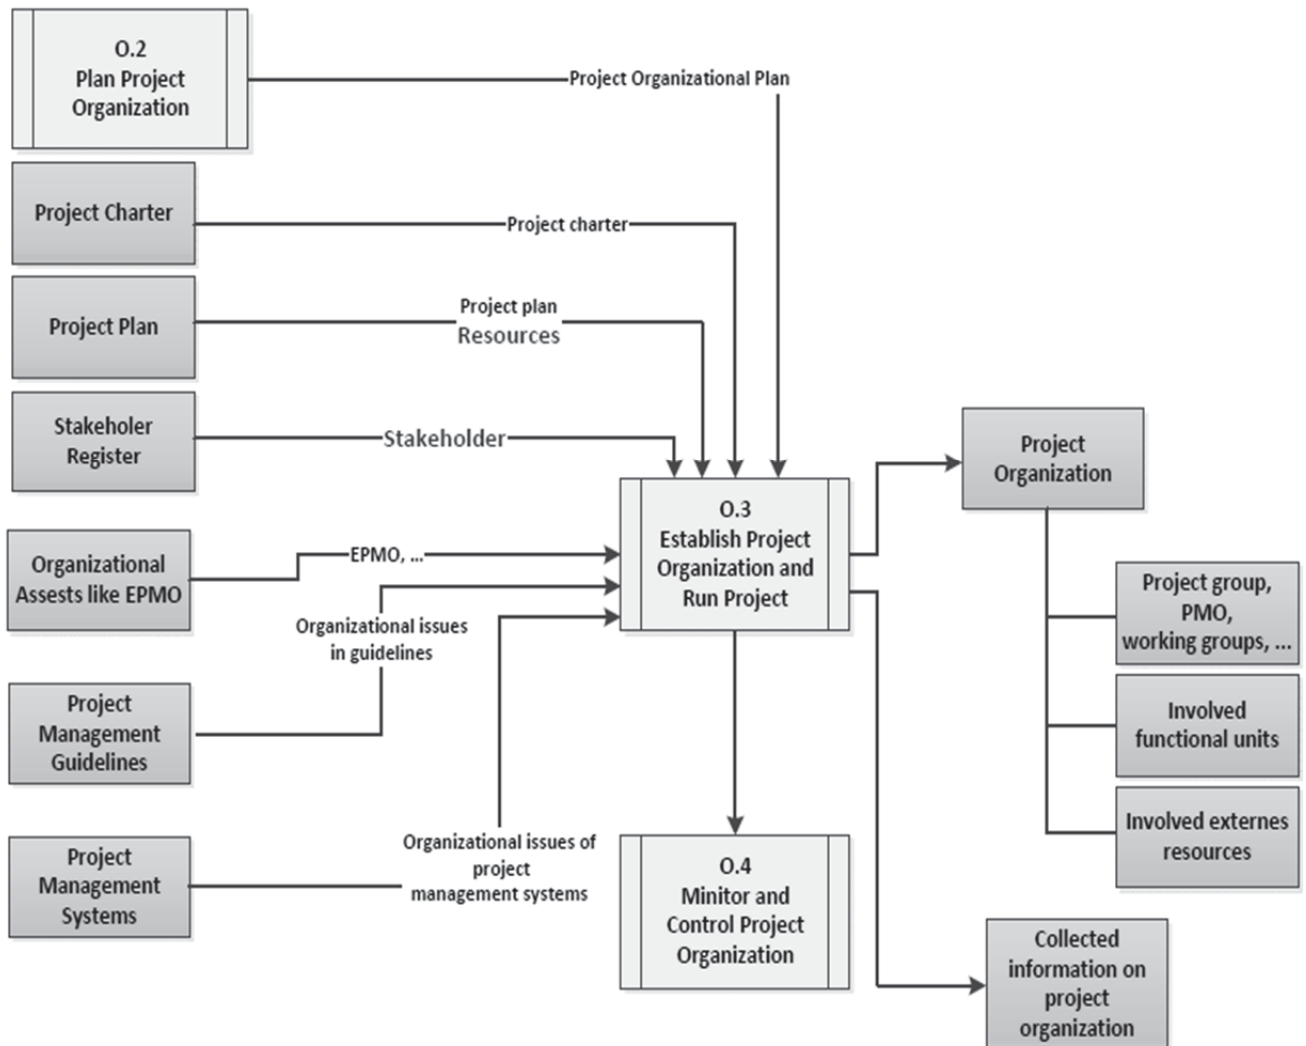 O.2
Plan Project
Organization
Project Organizational Plan
Project Charter
Project charter
Project Plan
Project plan
Resources
Stakeholer
Register
Stakeholder
Organizational
Assests like EPMO
EPMO, ...
Project
Management
Guidelines
Organizational issues
in guidelines
Project
Management
Systems
Organizational issues of
project
management systems
O.3
Establish Project
Organization and
Run Project
O.4
Minitor and
Control Project
Organization
Project
Organization
Project group,
PMO,
working groups, ...
Involved
functional units
Involved externes
resources
Collected
information on
project
organization